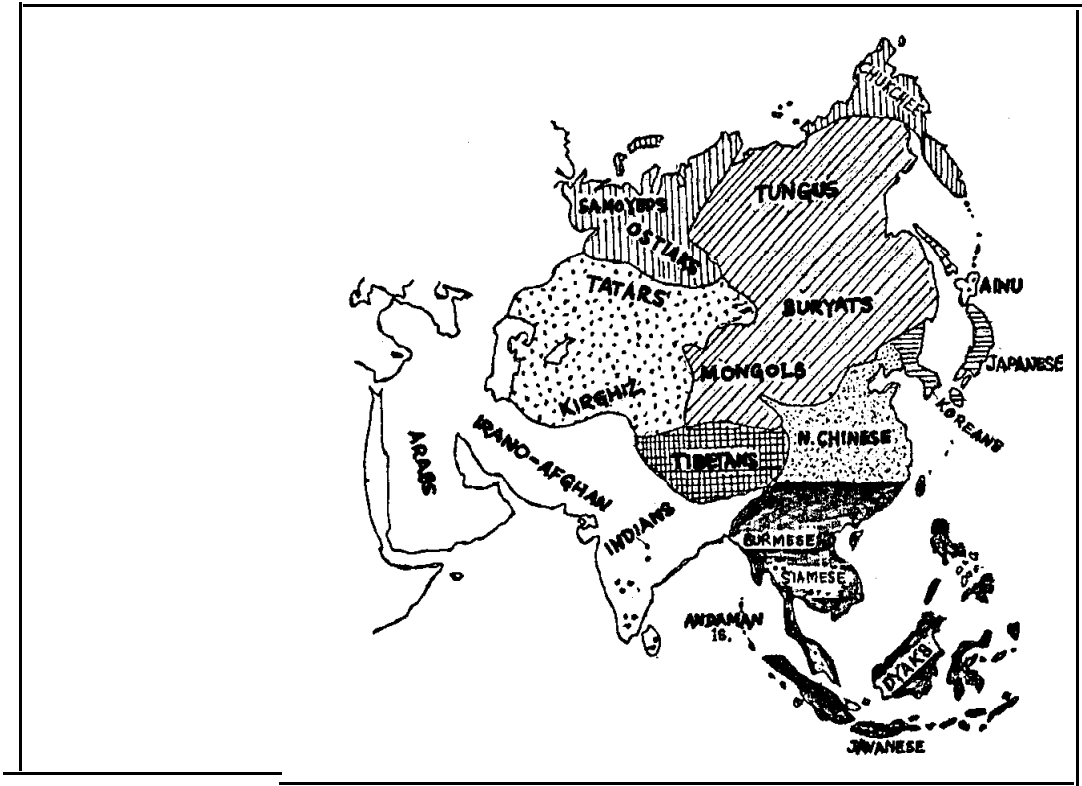 CHUKCHEE
TUNGUS
SAMOYEDS
OSTIAKS
TATARS
AINU
BURYATS
JAPANESE
MONGOLS
KIRGHIZ
KOREANS
IRANO-AFGHAN
N. CHINESE
ARABS
TIBETANS
INDIANS
BURMESE
SIAMESE
ANDAMAN
IS.
DYAKS
JAVANESE